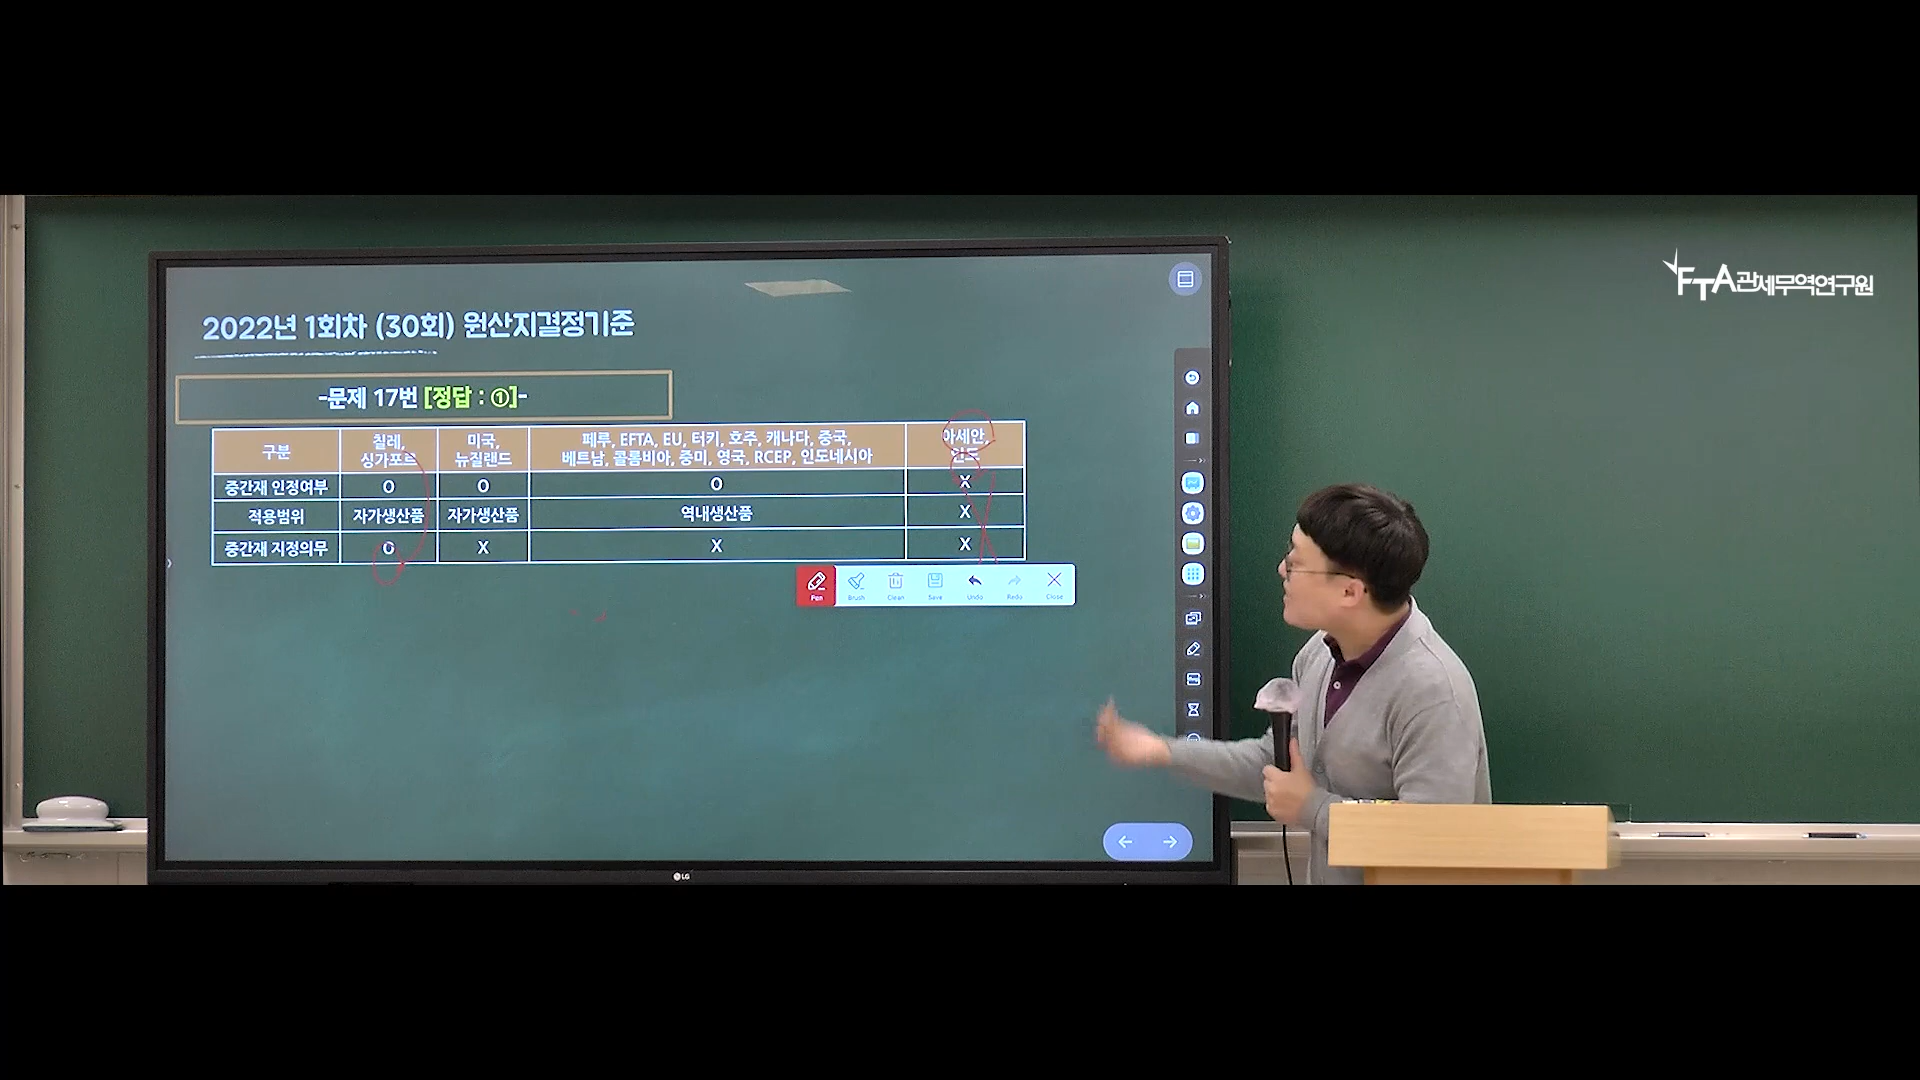 FTA관세무역연구원
2022년 1회차 (30회) 원산지결정기준
-문제 17번 [정답 : ①]-
구분 칠레, 싱가포르 미국, 뉴질랜드 페루, EFTA, EU, 터키, 호주, 캐나다, 중국, 베트남, 콜롬비아, 중미, 영국, RCEP, 인도네시아 아세안, 인도
중간재 인정여부 O O O X
적용범위 자가생산품 자가생산품 역내생산품 X
중간재 지정의무 O X X X
Pen Brush Clean Save Undo Redo Close
LG